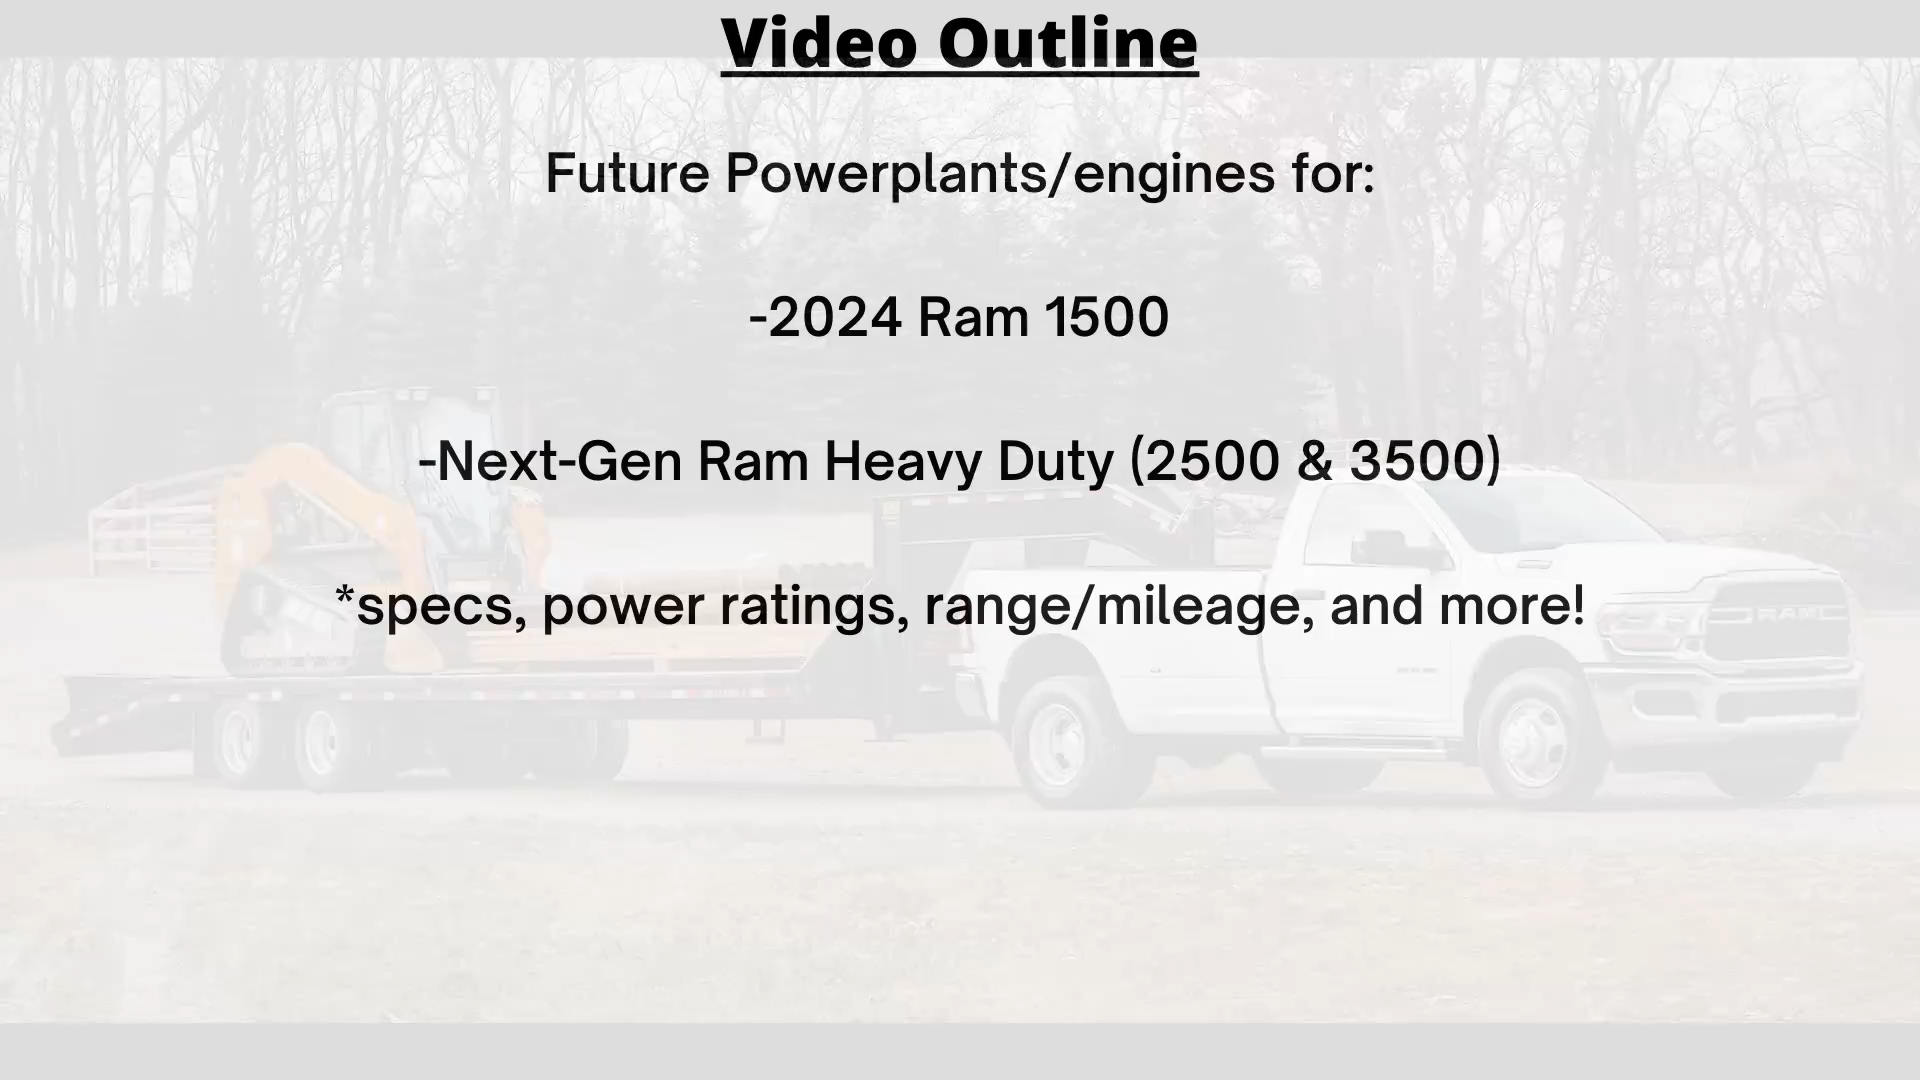 Video Outline
Future Powerplants/engines for:
-2024 Ram 1500
-Next-Gen Ram Heavy Duty (2500 & 3500)
*specs, power ratings, range/mileage, and more!
RAM